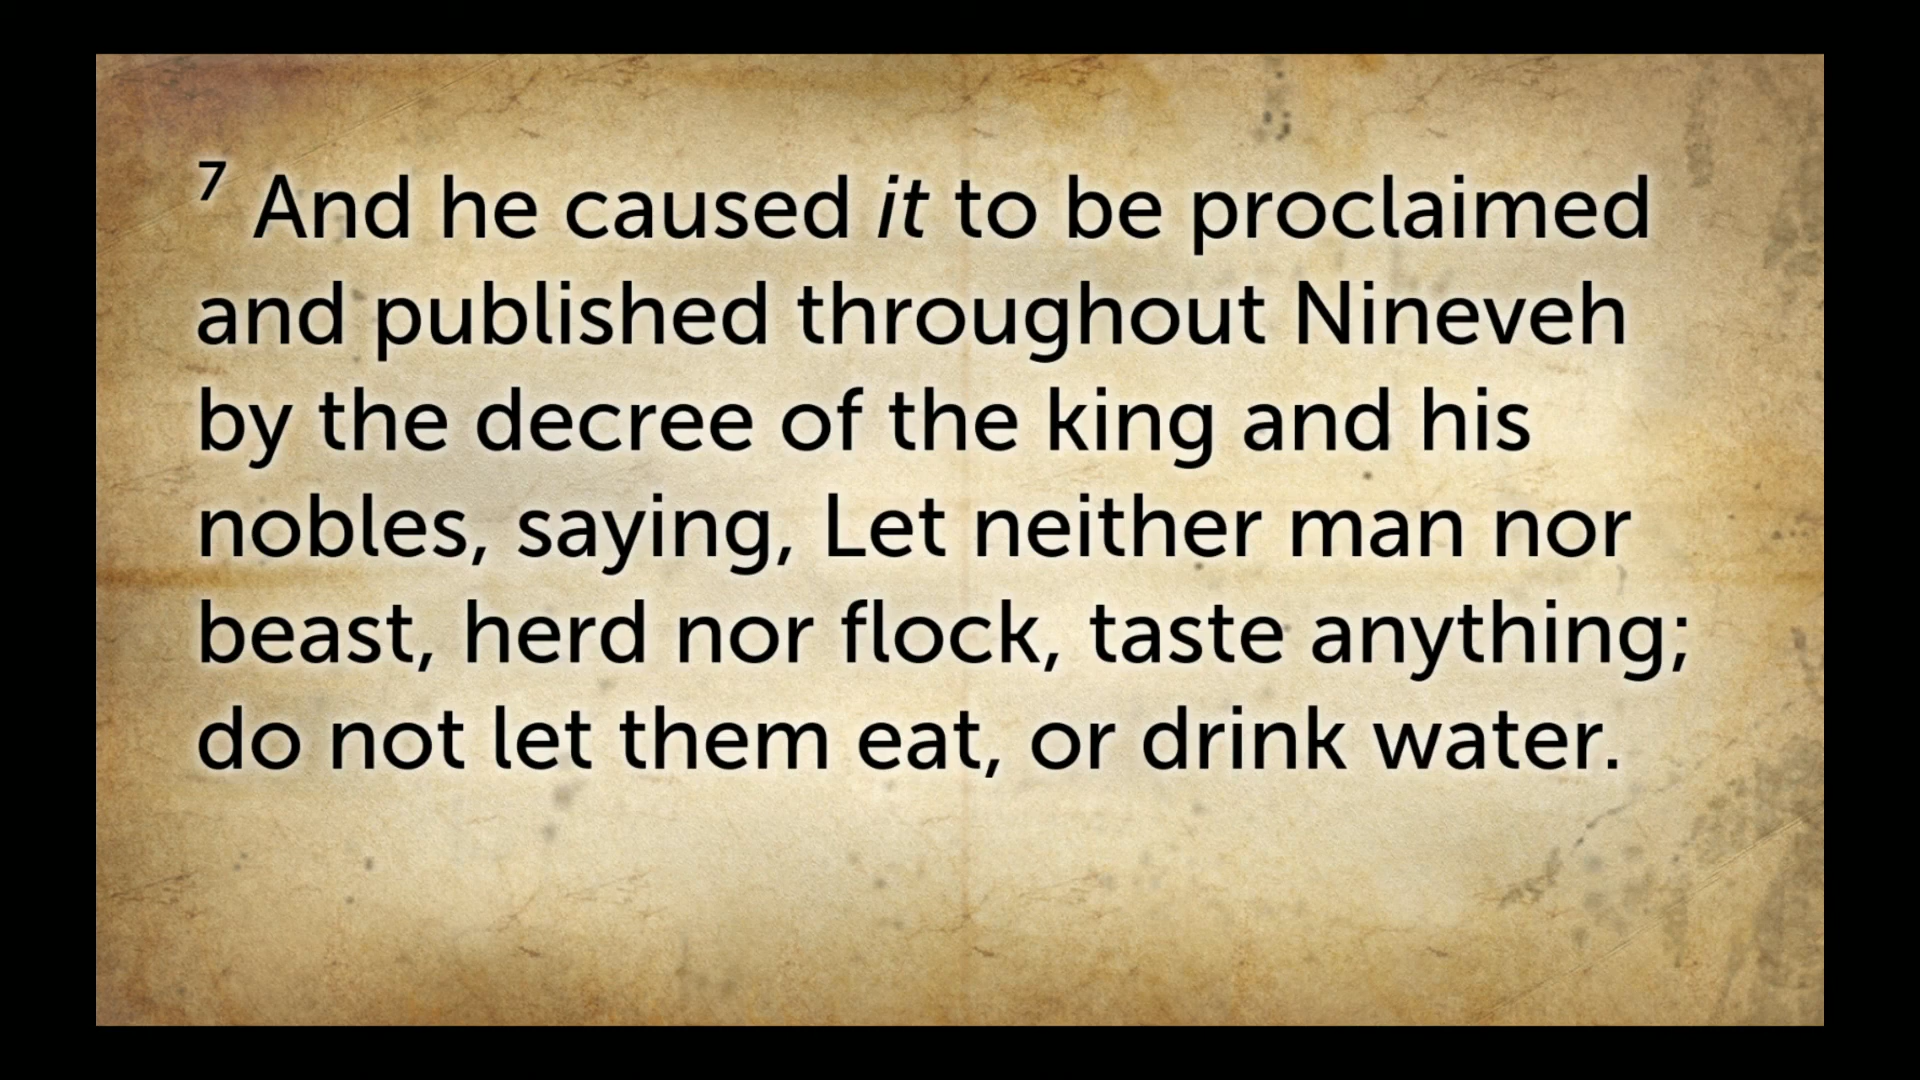 7 And he caused it to be proclaimed
and published throughout Nineveh
by the decree of the king and his
nobles, saying, Let neither man nor
beast, herd nor flock, taste anything;
do not let them eat, or drink water.